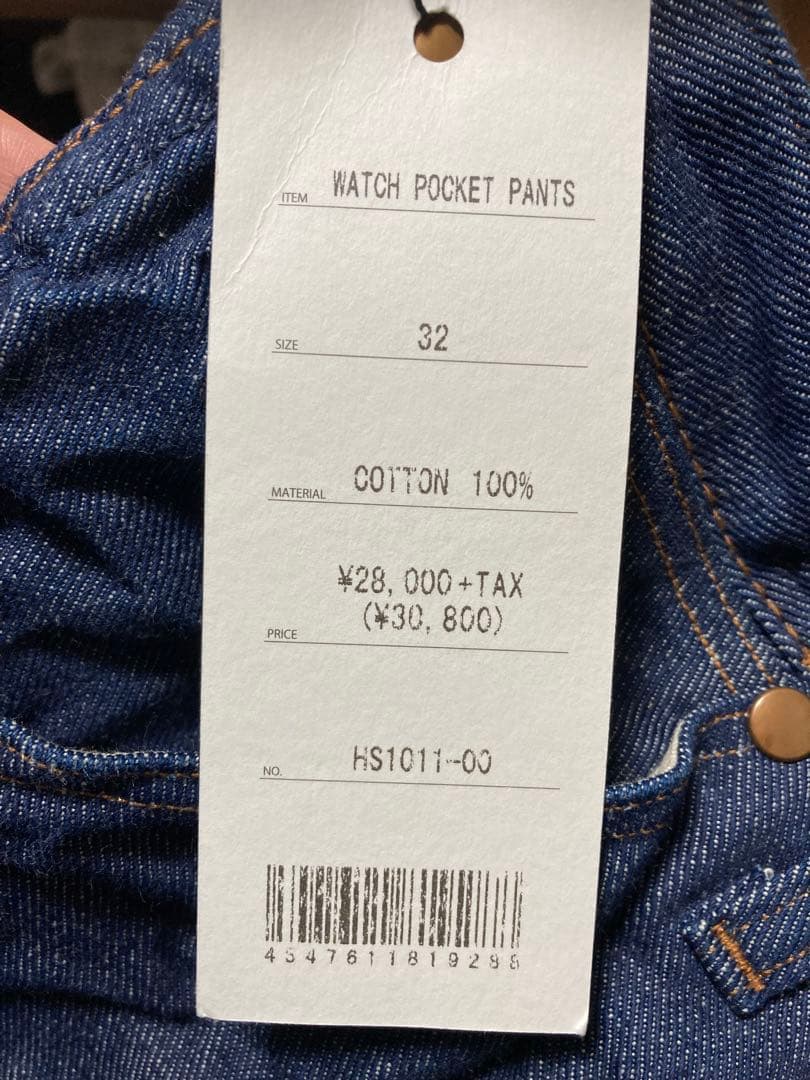 ITEM WATCH POCKET PANTS
SIZE 32
MATERIAL COTTON 100%
¥28,000+TAX
PRICE (¥30,800)
NO. HS1011-00
4547611819288